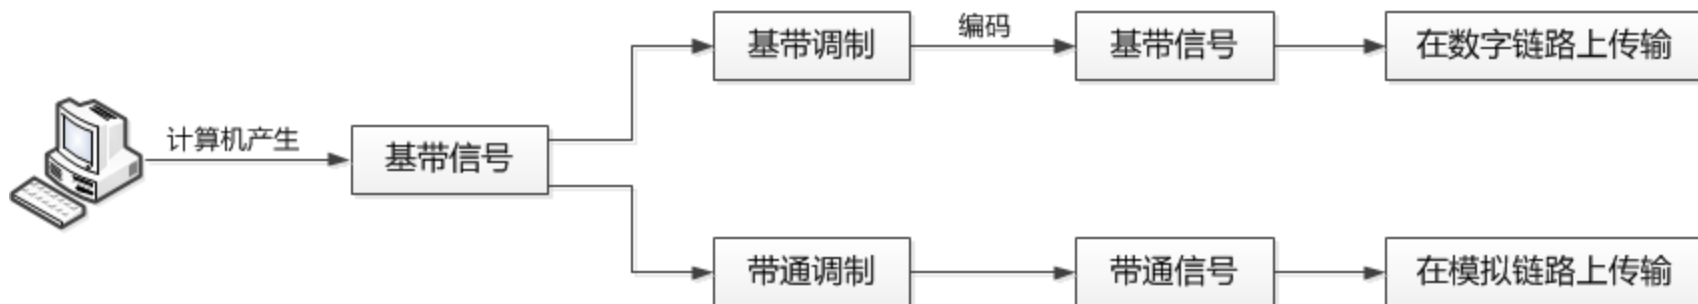 基带调制
编码
基带信号
在数字链路上传输
计算机产生
基带信号
带通调制
带通信号
在模拟链路上传输